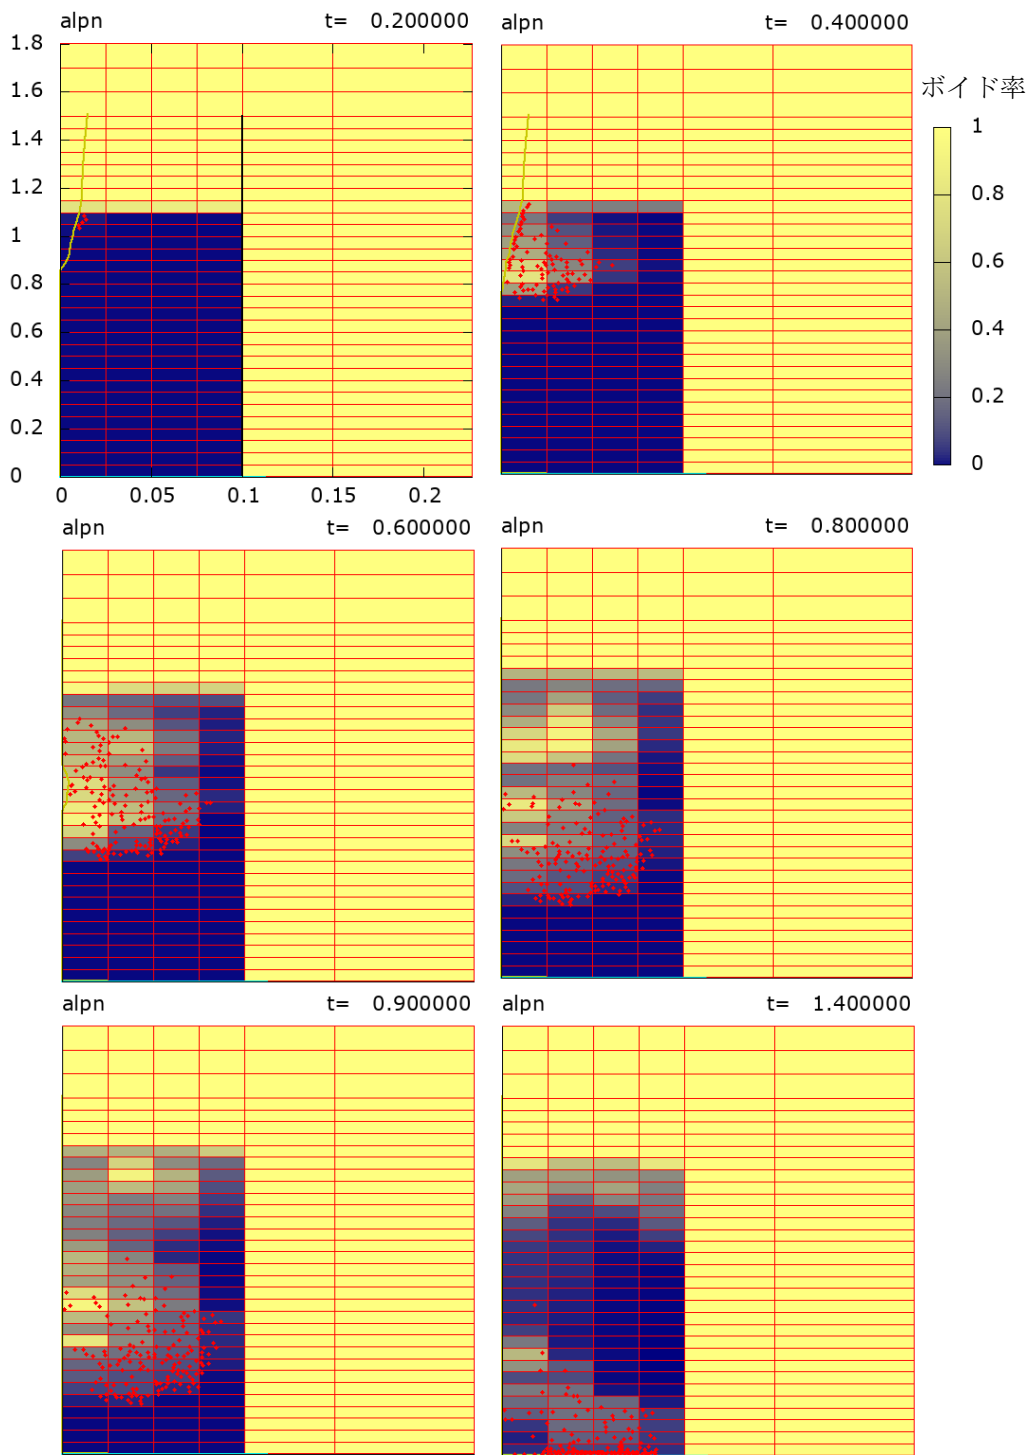 alpn t= 0.200000
alpn t= 0.400000
ボイド率
1.8
1.6
1.4
1.2
1
0.8
0.6
0.4
0.2
0
0 0.05 0.1 0.15 0.2
1
0.8
0.6
0.4
0.2
0
alpn t= 0.600000
alpn t= 0.800000
alpn t= 0.900000
alpn t= 1.400000